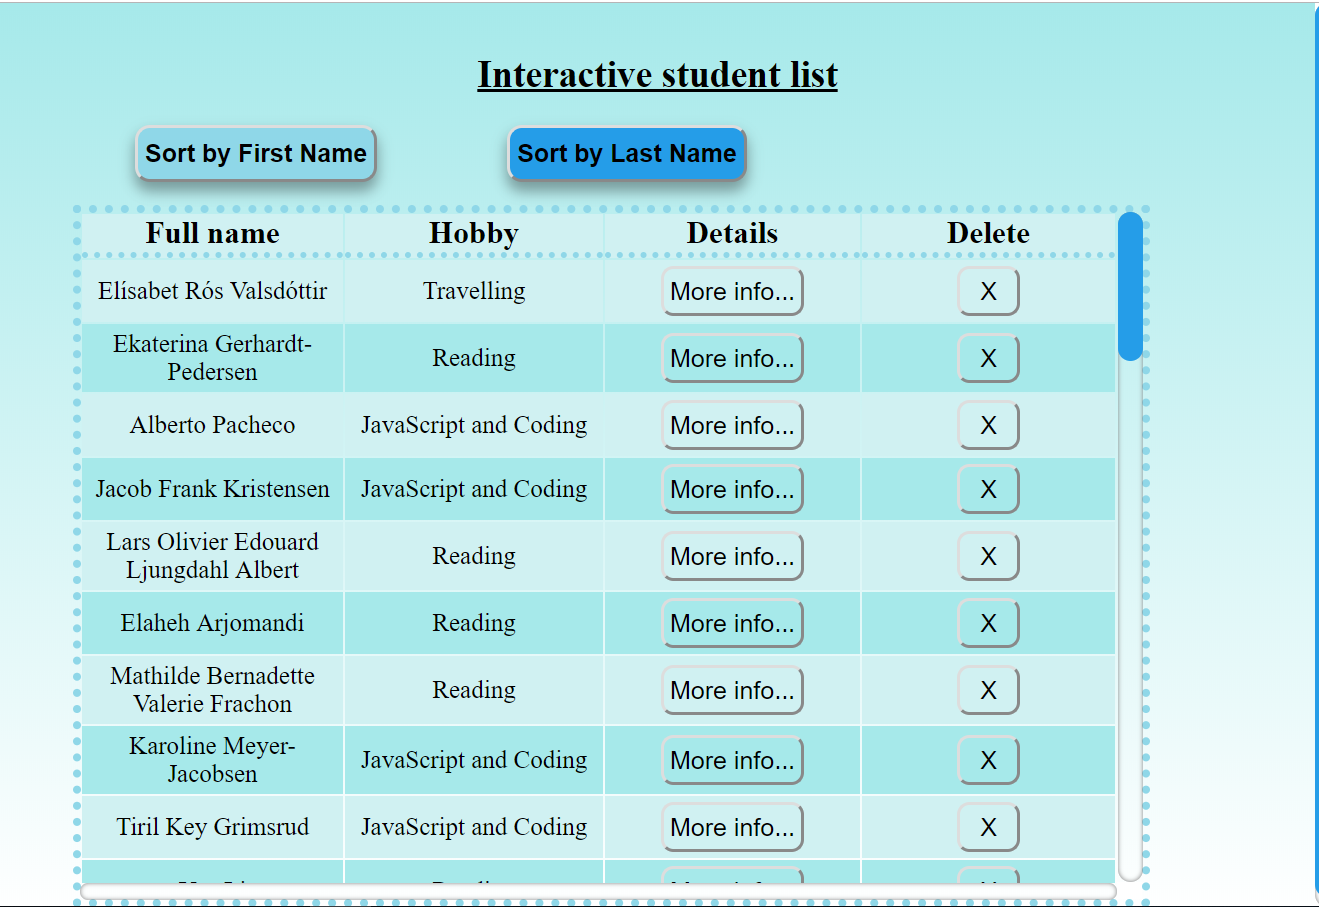 Interactive student list
Sort by First Name Sort by Last Name
Full name Hobby Details Delete
Elísabet Rós Valsdóttir Travelling More info... X
Ekaterina Gerhardt-
Pedersen Reading More info... X
Alberto Pacheco JavaScript and Coding More info... X
Jacob Frank Kristensen JavaScript and Coding More info... X
Lars Olivier Edouard
Ljungdahl Albert Reading More info... X
Elaheh Arjomandi Reading More info... X
Mathilde Bernadette
Valerie Frachon Reading More info... X
Karoline Meyer-
Jacobsen JavaScript and Coding More info... X
Tiril Key Grimsrud JavaScript and Coding More info... X